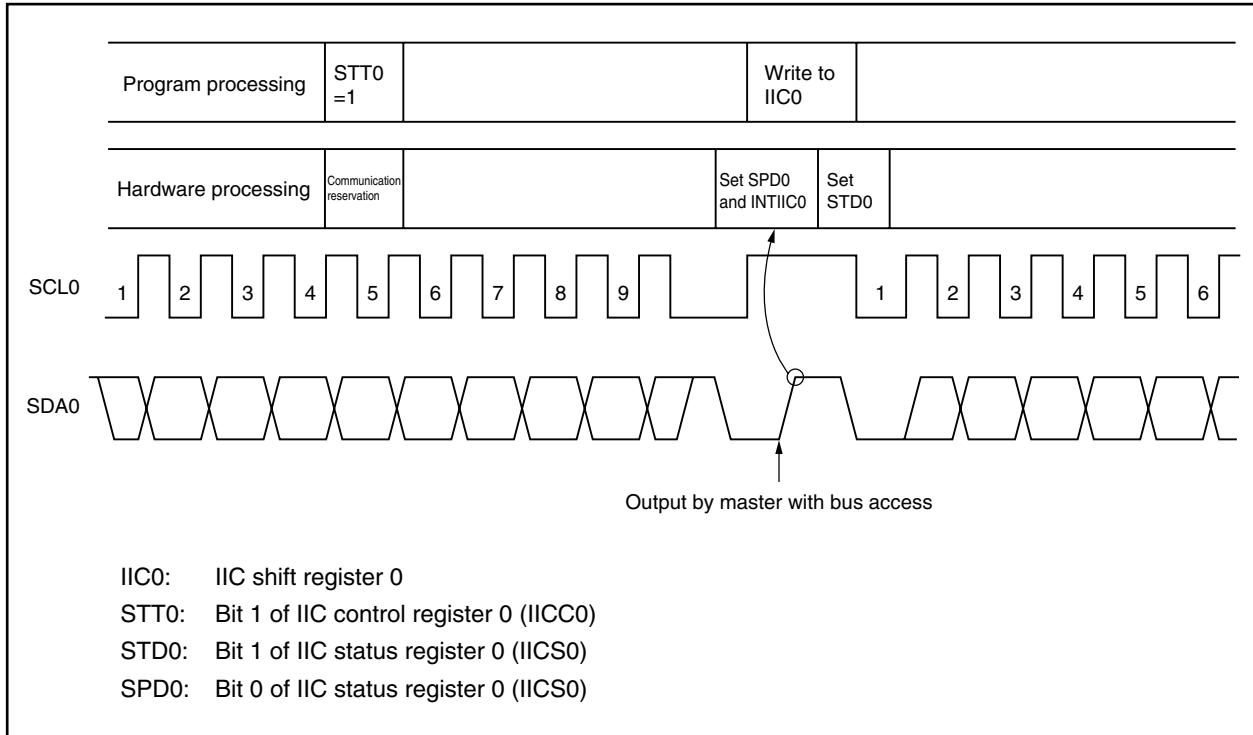 Program processing
STT0
=1
Write to
IIC0
Hardware processing
Communication
reservation
Set SPD0
and INTIIC0
Set
STD0
SCL0
1 2 3 4 5 6 7 8 9 1 2 3 4 5 6
SDA0
Output by master with bus access
IIC0: IIC shift register 0
STT0: Bit 1 of IIC control register 0 (IICC0)
STD0: Bit 1 of IIC status register 0 (IICS0)
SPD0: Bit 0 of IIC status register 0 (IICS0)